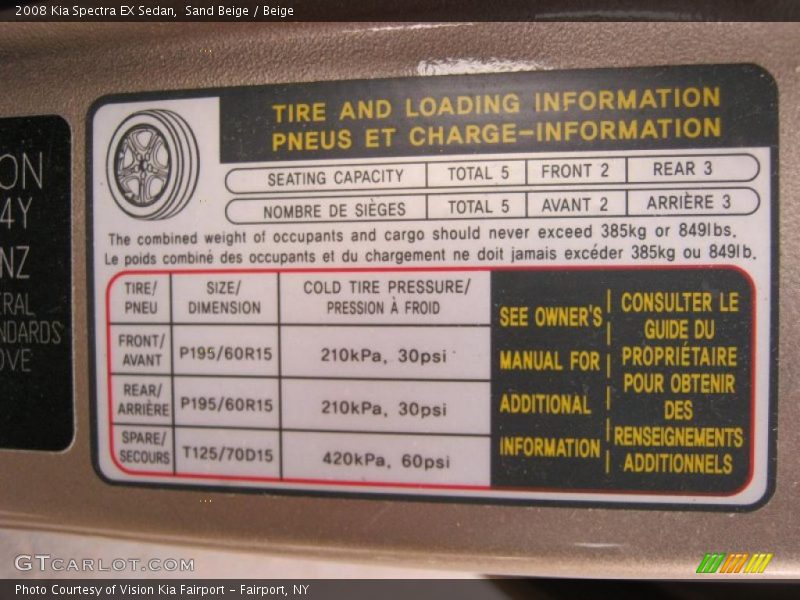 2008 Kia Spectra EX Sedan, Sand Beige / Beige
TIRE AND LOADING INFORMATION
PNEUS ET CHARGE-INFORMATION
SEATING CAPACITY TOTAL 5 FRONT 2 REAR 3
NOMBRE DE SIÈGES TOTAL 5 AVANT 2 ARRIÈRE 3
The combined weight of occupants and cargo should never exceed 385kg or 849lbs.
Le poids combiné des occupants et du chargement ne doit jamais excéder 385kg ou 849lb.
TIRE/
PNEU
SIZE/
DIMENSION
COLD TIRE PRESSURE/
PRESSION À FROID
FRONT/
AVANT
P195/60R15
210kPa, 30psi
REAR/
ARRIÈRE
P195/60R15
210kPa, 30psi
SPARE/
SECOURS
T125/70D15
420kPa, 60psi
SEE OWNER'S
MANUAL FOR
ADDITIONAL
INFORMATION
CONSULTER LE
GUIDE DU
PROPRIÉTAIRE
POUR OBTENIR
DES
RENSEIGNEMENTS
ADDITIONNELS
ON
4Y
NZ
ERAL
NDARDS
OVE
GTCARLOT.COM
Photo Courtesy of Vision Kia Fairport - Fairport, NY